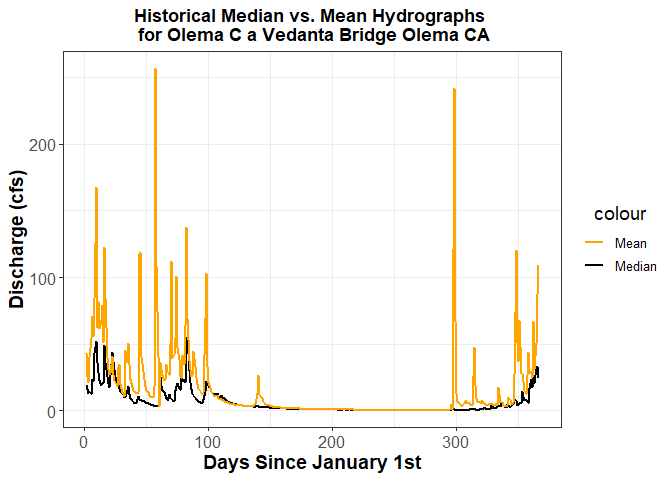 Historical Median vs. Mean Hydrographs
for Olema C a Vedanta Bridge Olema CA
Discharge (cfs)
200
100
0
0 100 200 300
Days Since January 1st
colour
Mean
Median